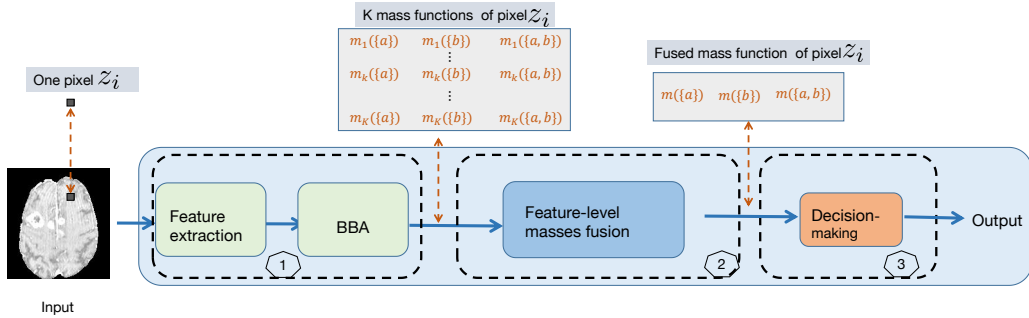 K mass functions of pixel z_i
m_1({a}) m_1({b}) m_1({a, b})
⋮
m_k({a}) m_k({b}) m_k({a, b})
⋮
m_K({a}) m_K({b}) m_K({a, b})
Fused mass function of pixel z_i
m({a}) m({b}) m({a, b})
One pixel z_i
Feature
extraction
BBA
1
Feature-level
masses fusion
2
Decision-
making
3
Output
Input